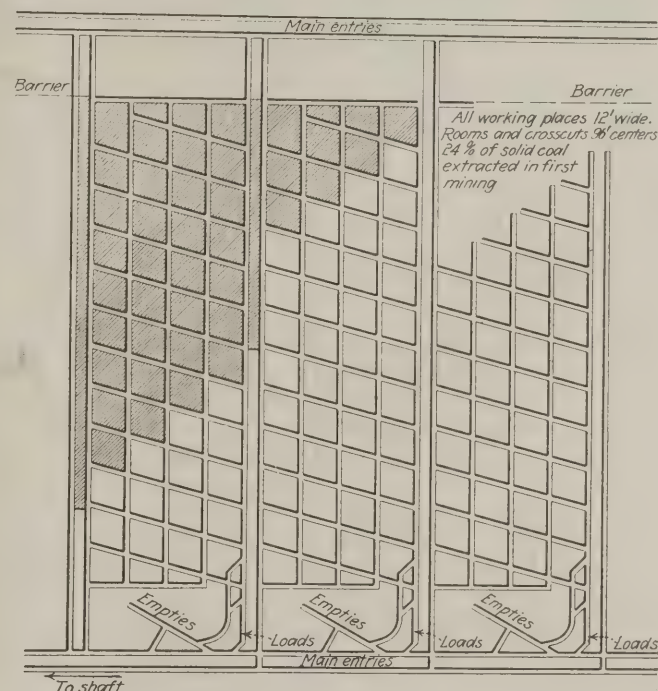 Main entries
Barrier
Barrier
All working places 12' wide.
Rooms and crosscuts 96' centers
24 % of solid coal
extracted in first
mining
Empties
Empties
Empties
Loads
Loads
Loads
Main entries
To shaft